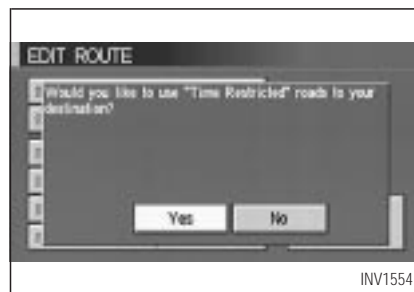 EDIT ROUTE
Would you like to use "Time Restricted" roads to your
destination?
Yes
No
INV1554